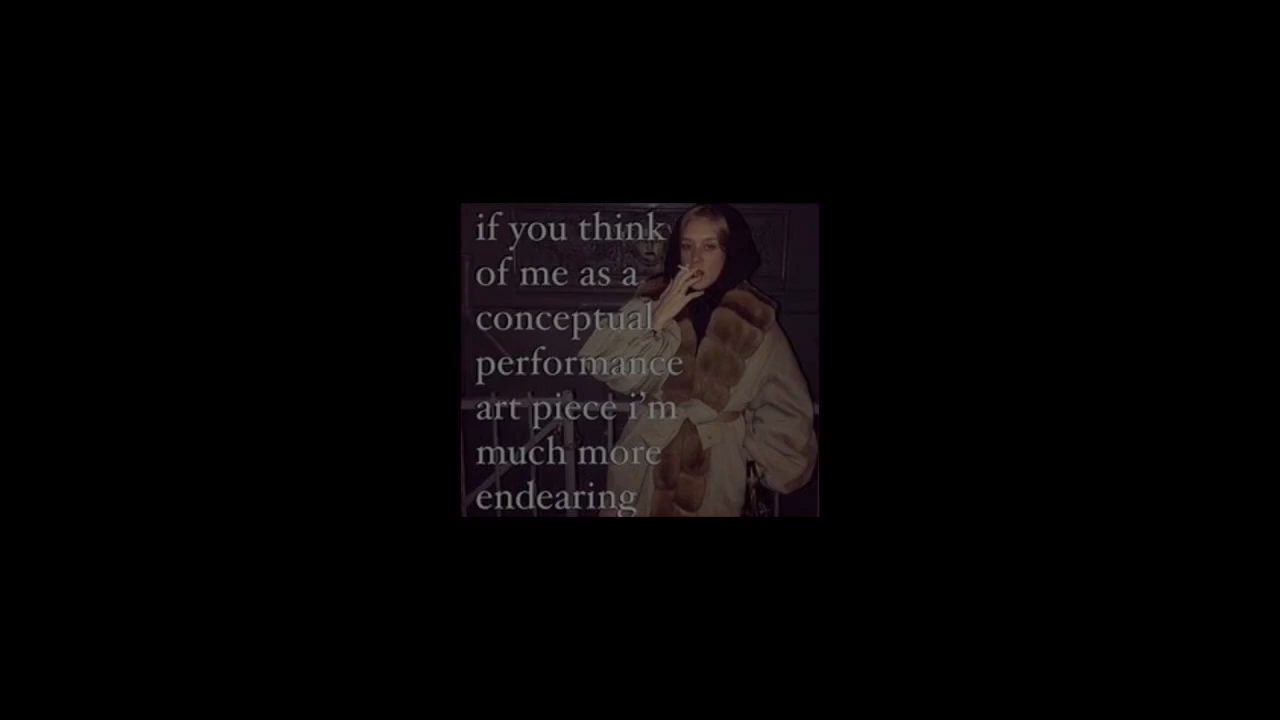 if you think
of me as a
conceptual
performance
art piece i'm
much more
endearing